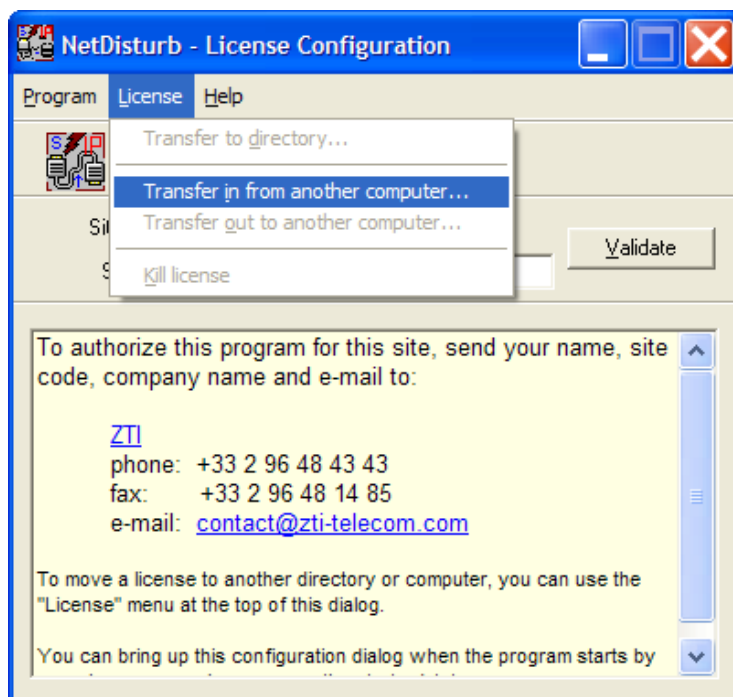 NetDisturb - License Configuration
Program License Help
Transfer to directory...
Transfer in from another computer...
Transfer out to another computer...
Kill license
Validate
To authorize this program for this site, send your name, site
code, company name and e-mail to:
ZTI
phone: +33 2 96 48 43 43
fax: +33 2 96 48 14 85
e-mail: contact@zti-telecom.com
To move a license to another directory or computer, you can use the
"License" menu at the top of this dialog.
You can bring up this configuration dialog when the program starts by